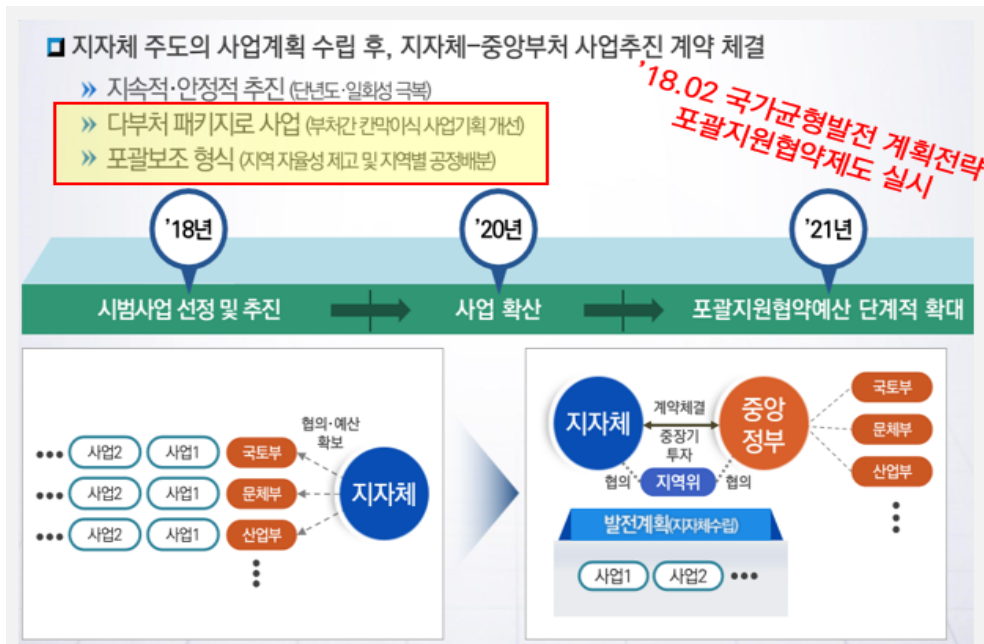 지자체 주도의 사업계획 수립 후, 지자체-중앙부처 사업추진 계약 체결
» 지속적·안정적 추진 (단년도·일회성 극복)
» 다부처 패키지로 사업 (부처간 칸막이식 사업기획 개선)
» 포괄보조 형식 (지역 자율성 제고 및 지역별 공정배분)
'18.02 국가균형발전 계획전략
포괄지원협약제도 실시
'18년
'20년
'21년
시범사업 선정 및 추진
사업 확산
포괄지원협약예산 단계적 확대
협의·예산
확보
••• 사업2 사업1 국토부
••• 사업2 사업1 문체부
••• 사업2 사업1 산업부
지자체
지자체
계약체결
중장기
투자
중앙
정부
협의 지역위 협의
국토부
문체부
산업부
발전계획(지자체수립)
사업1 사업2 •••